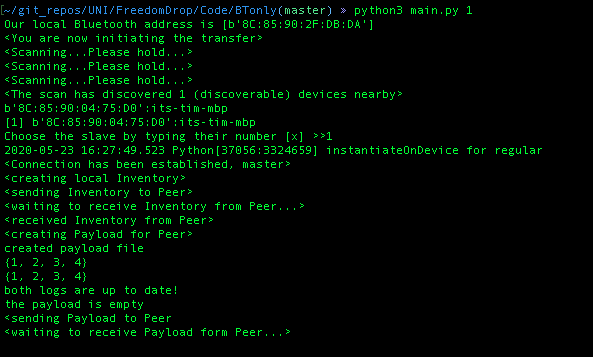 [~/git_repos/UNI/FreedomDrop/Code/BTonly(master) » python3 main.py 1
Our local Bluetooth address is [b'8C:85:90:2F:DB:DA']
<You are now initiating the transfer>
<Scanning...Please hold...>
<Scanning...Please hold...>
<Scanning...Please hold...>
<The scan has discovered 1 (discoverable) devices nearby>
b'8C:85:90:04:75:D0':its-tim-mbp
[1] b'8C:85:90:04:75:D0':its-tim-mbp
Choose the slave by typing their number [x] >>1
2020-05-23 16:27:49.523 Python[37056:3324659] instantiateOnDevice for regular
<Connection has been established, master>
<creating local Inventory>
<sending Inventory to Peer>
<waiting to receive Inventory from Peer...>
<received Inventory from Peer>
<creating Payload for Peer>
created payload file
{1, 2, 3, 4}
{1, 2, 3, 4}
both logs are up to date!
the payload is empty
<sending Payload to Peer
<waiting to receive Payload form Peer...>